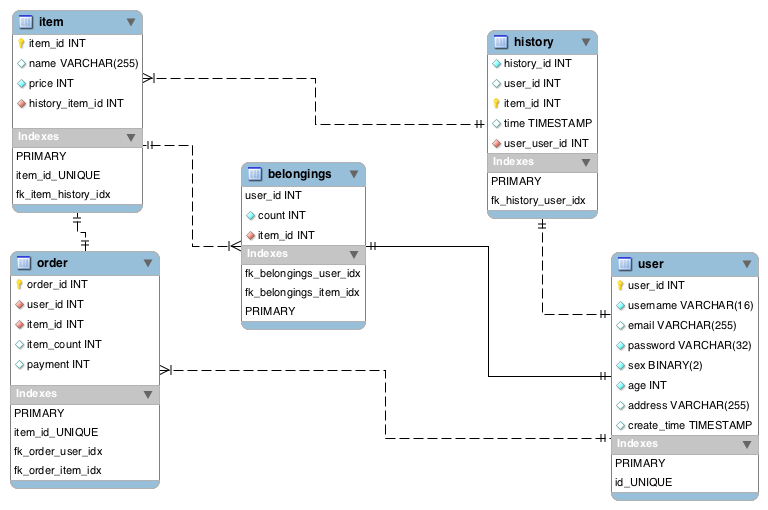 item
item_id INT
name VARCHAR(255)
price INT
history_item_id INT
Indexes
PRIMARY
item_id_UNIQUE
fk_item_history_idx
history
history_id INT
user_id INT
item_id INT
time TIMESTAMP
user_user_id INT
Indexes
PRIMARY
fk_history_user_idx
belongings
user_id INT
count INT
item_id INT
Indexes
fk_belongings_user_idx
fk_belongings_item_idx
PRIMARY
order
order_id INT
user_id INT
item_id INT
item_count INT
payment INT
Indexes
PRIMARY
item_id_UNIQUE
fk_order_user_idx
fk_order_item_idx
user
user_id INT
username VARCHAR(16)
email VARCHAR(255)
password VARCHAR(32)
sex BINARY(2)
age INT
address VARCHAR(255)
create_time TIMESTAMP
Indexes
PRIMARY
id_UNIQUE